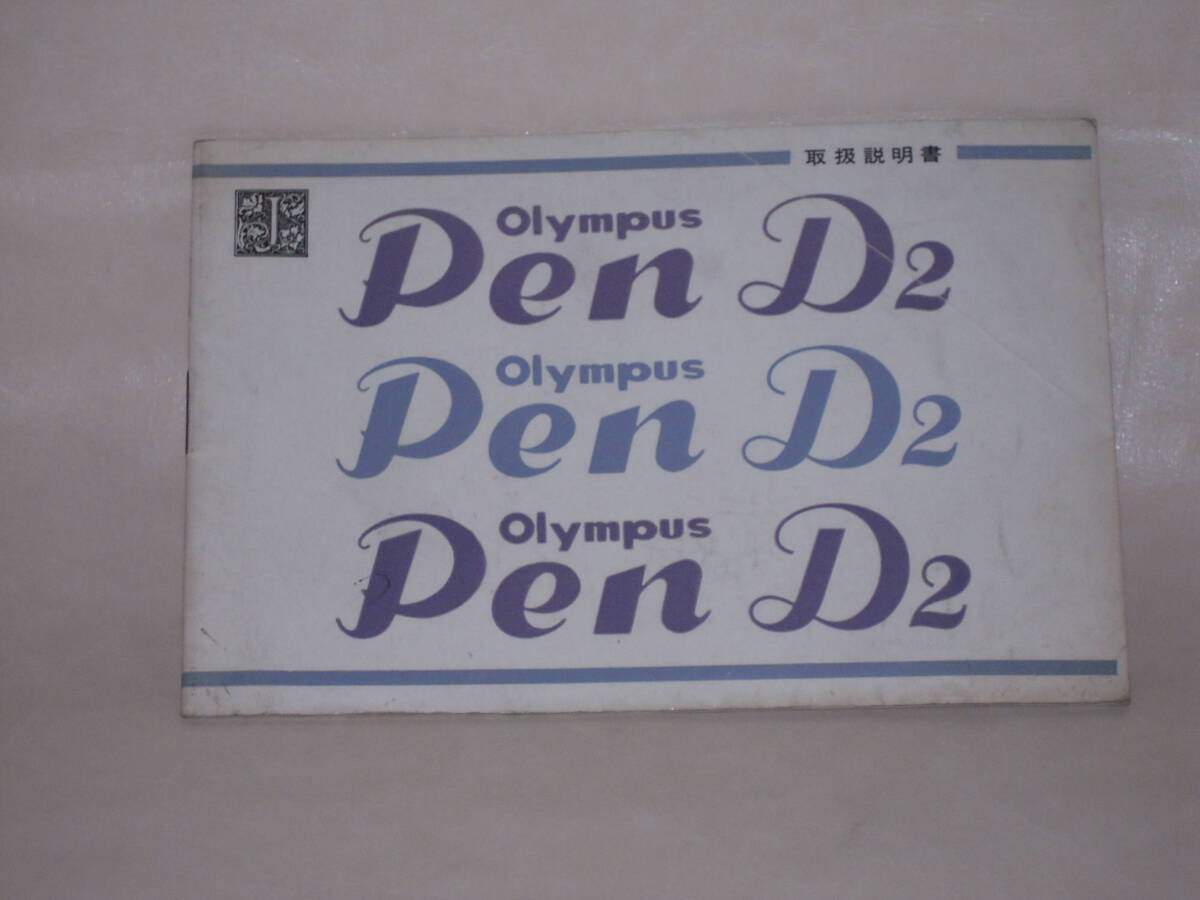 取扱説明書
J
Olympus
Pen D2
Olympus
Pen D2
Olympus
Pen D2